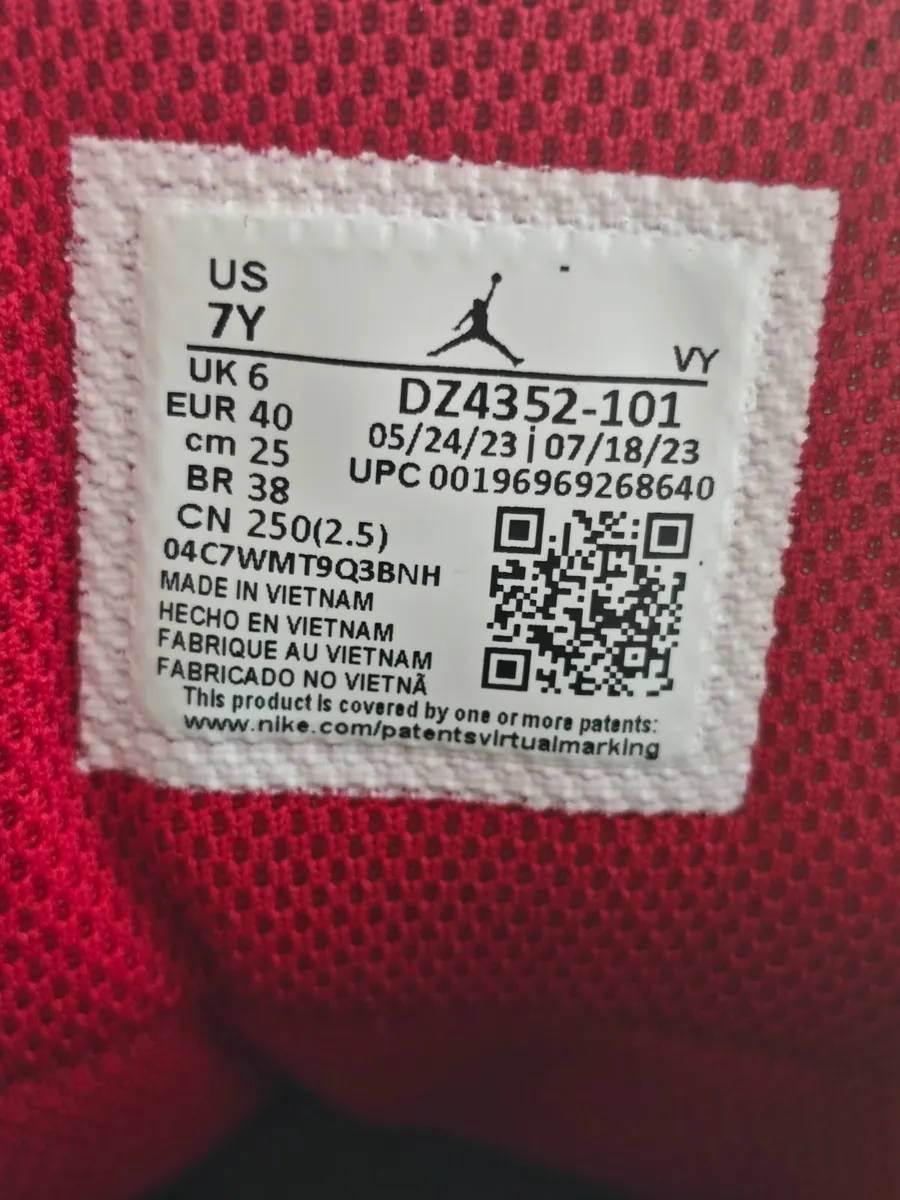 US
7Y
VY
UK 6
EUR 40
cm 25
BR 38
CN 250(2.5)
DZ4352-101
05/24/23 | 07/18/23
UPC 00196969268640
04C7WMT9Q3BNH
MADE IN VIETNAM
HECHO EN VIETNAM
FABRIQUE AU VIETNAM
FABRICADO NO VIETNÃ
This product is covered by one or more patents:
www.nike.com/patentsvirtualmarking